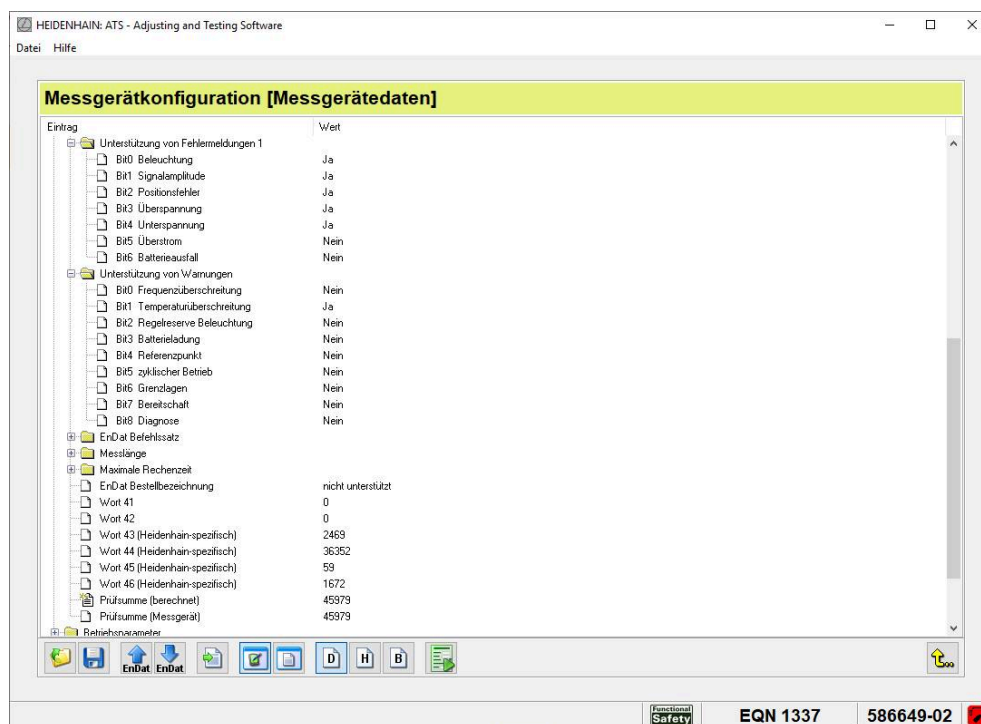 HEIDENHAIN: ATS - Adjusting and Testing Software
Datei Hilfe
Messgerätkonfiguration [Messgerätedaten]
Eintrag Wert
Unterstützung von Fehlermeldungen 1
Bit0 Beleuchtung Ja
Bit1 Signalamplitude Ja
Bit2 Positionsfehler Ja
Bit3 Überspannung Ja
Bit4 Unterspannung Ja
Bit5 Überstrom Nein
Bit6 Batterieausfall Nein
Unterstützung von Warnungen
Bit0 Frequenzüberschreitung Nein
Bit1 Temperaturüberschreitung Ja
Bit2 Regelreserve Beleuchtung Nein
Bit3 Batterieladung Nein
Bit4 Referenzpunkt Nein
Bit5 zyklischer Betrieb Nein
Bit6 Grenzlagen Nein
Bit7 Bereitschaft Nein
Bit8 Diagnose Nein
EnDat Befehlssatz
Messlänge
Maximale Rechenzeit
EnDat Bestellbezeichnung nicht unterstützt
Wort 41 0
Wort 42 0
Wort 43 (Heidenhain-spezifisch) 2469
Wort 44 (Heidenhain-spezifisch) 36352
Wort 45 (Heidenhain-spezifisch) 59
Wort 46 (Heidenhain-spezifisch) 1672
Prüfsumme (berechnet) 45979
Prüfsumme (Messgerät) 45979
Betriebsparameter
EnDat EnDat D H B
Functional Safety EQN 1337 586649-02